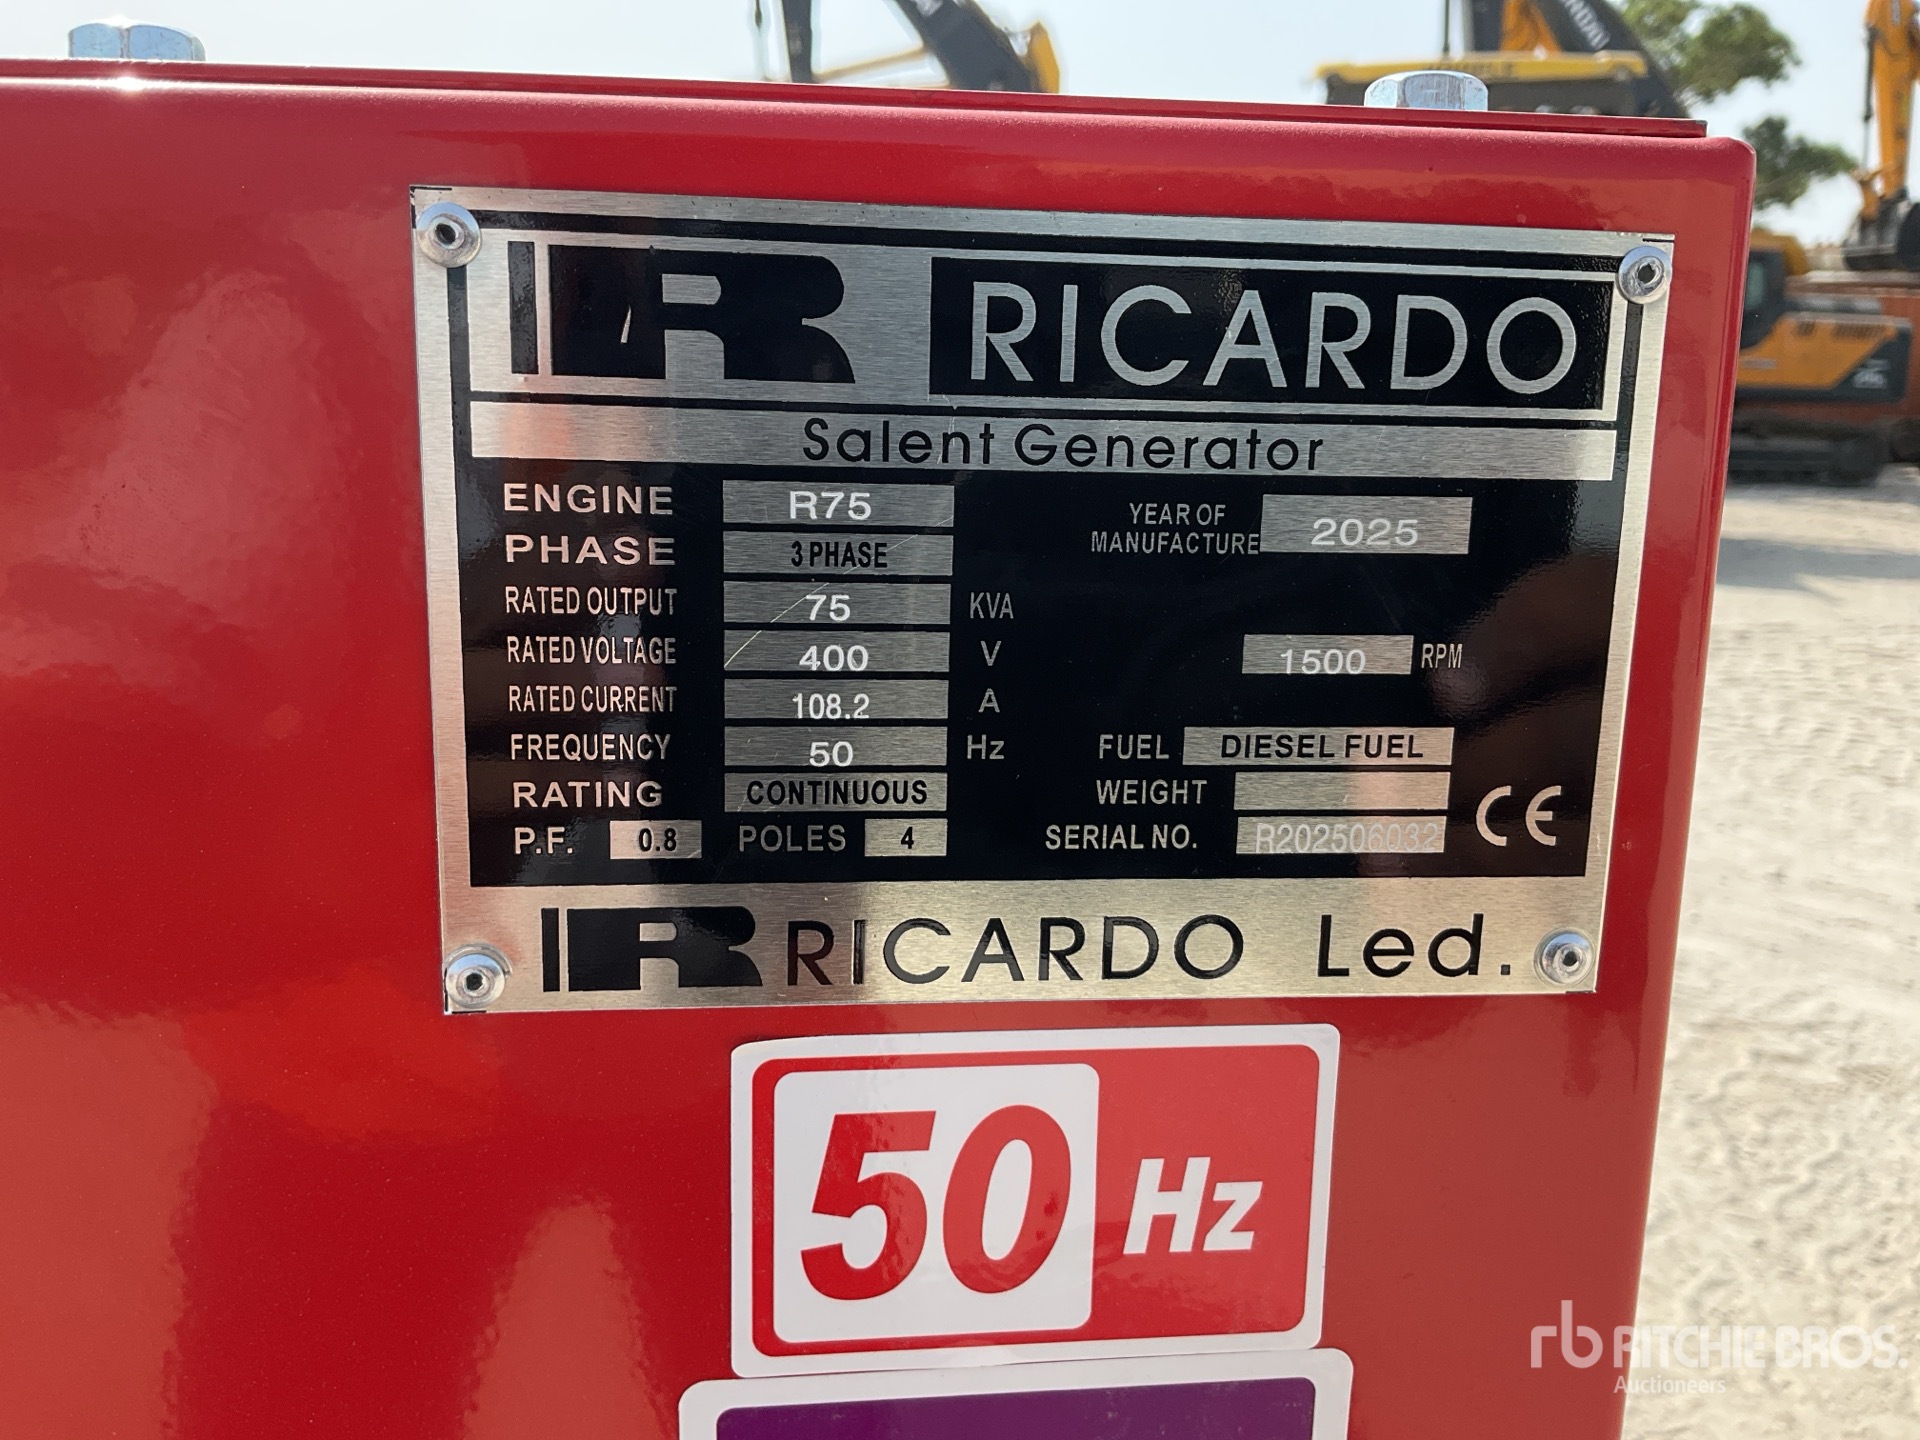 R RICARDO
Salent Generator
ENGINE R75
PHASE 3 PHASE
RATED OUTPUT 75 KVA
RATED VOLTAGE 400 V
RATED CURRENT 108.2 A
FREQUENCY 50 Hz
RATING CONTINUOUS
P.F. 0.8 POLES 4
YEAR OF
MANUFACTURE 2025
1500 RPM
FUEL DIESEL FUEL
WEIGHT
SERIAL NO. R202506032
CE
R RICARDO Led.
50 Hz
rb RITCHIE BROS.
Auctioneers